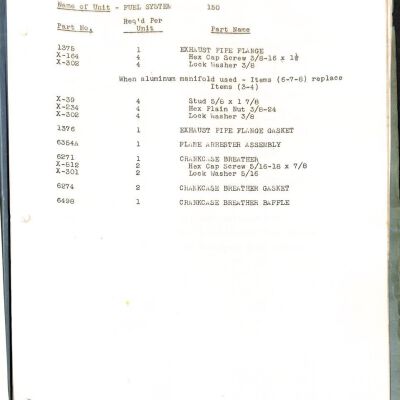 Name of Unit - FUEL SYSTEM 150
Part No. Req'd Per Unit Part Name
1375 1 EXHAUST PIPE FLANGE
X-164 4 Hex Cap Screw 3/8-16 x 1½
X-302 4 Lock Washer 3/8
When aluminum manifold used - Items (6-7-8) replace
Items (3-4)
X-39 4 Stud 3/8 x 1 7/8
X-234 4 Hex Plain Nut 3/8-24
X-302 4 Lock Washer 3/8
1376 1 EXHAUST PIPE FLANGE GASKET
6354A 1 FLAME ARRESTER ASSEMBLY
6271 1 CRANKCASE BREATHER
X-812 2 Hex Cap Screw 5/16-18 x 7/8
X-301 2 Lock Washer 5/16
6274 2 CRANKCASE BREATHER GASKET
6498 1 CRANKCASE BREATHER BAFFLE